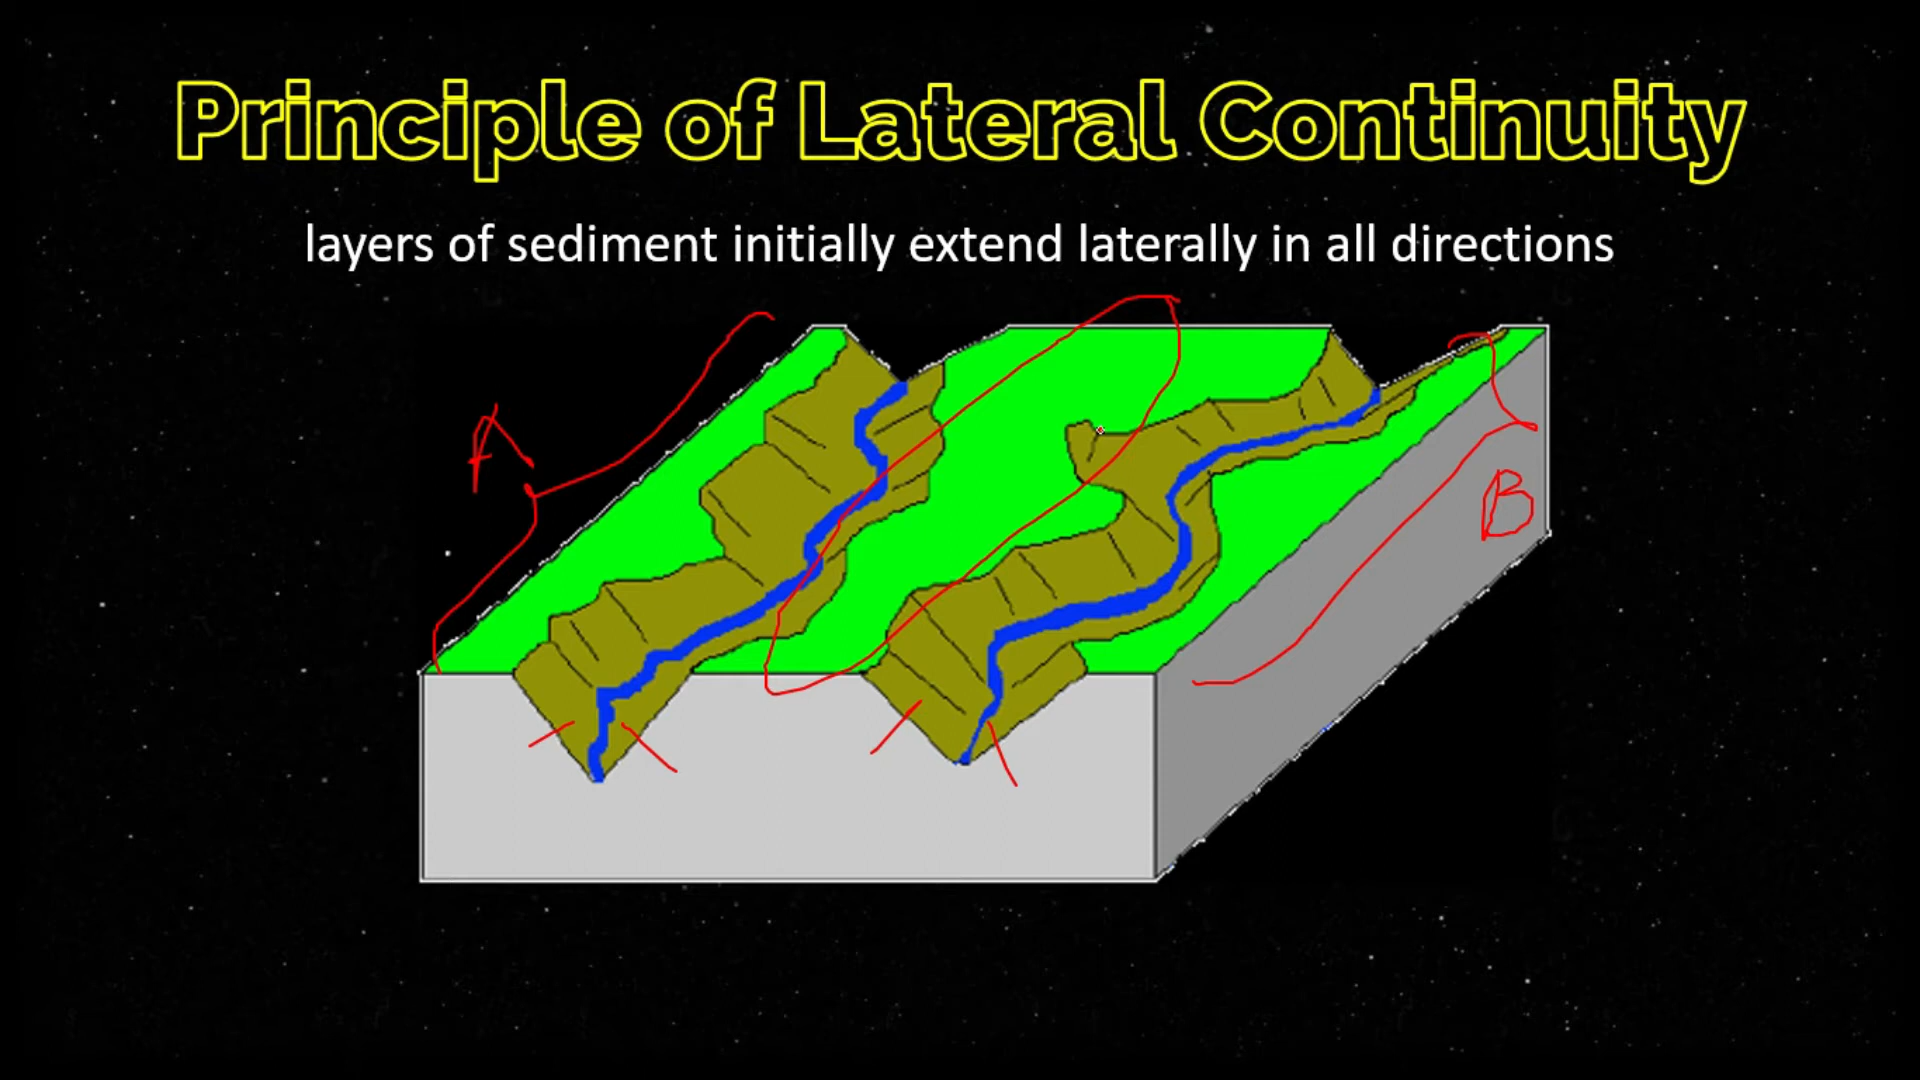 Principle of Lateral Continuity
layers of sediment initially extend laterally in all directions
A
B